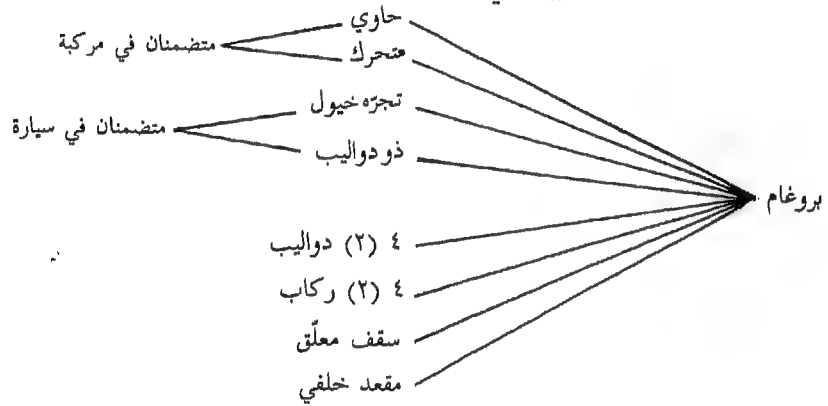 حاوي
متحرك
متضمنان في مركبة
تجرّه خيول
ذو دواليب
متضمنان في سيارة
بروغام
٤ (٢) دواليب
٤ (٢) ركاب
سقف معلّق
مقعد خلفي